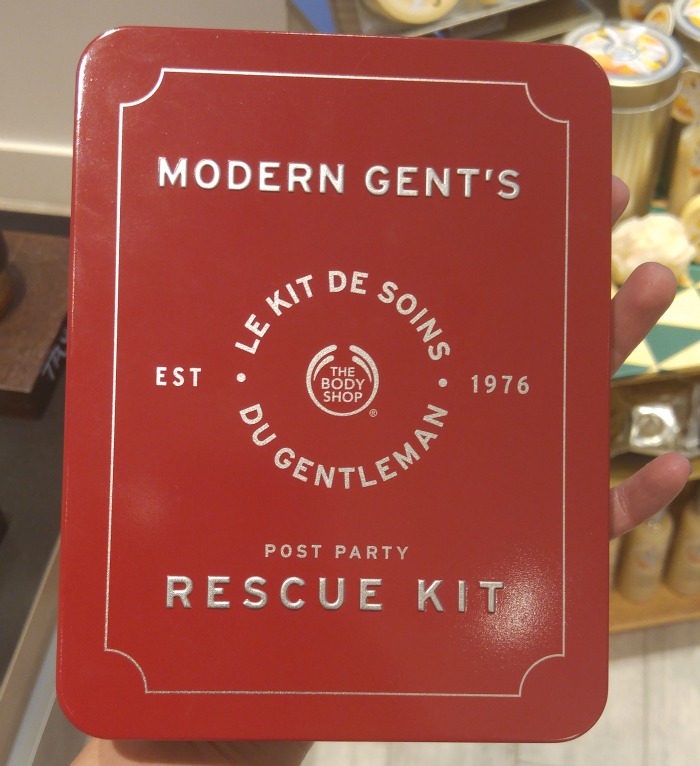 MODERN GENT'S
LE KIT DE SOINS
EST
THE
BODY
SHOP
®
1976
DU GENTLEMAN
POST PARTY
RESCUE KIT